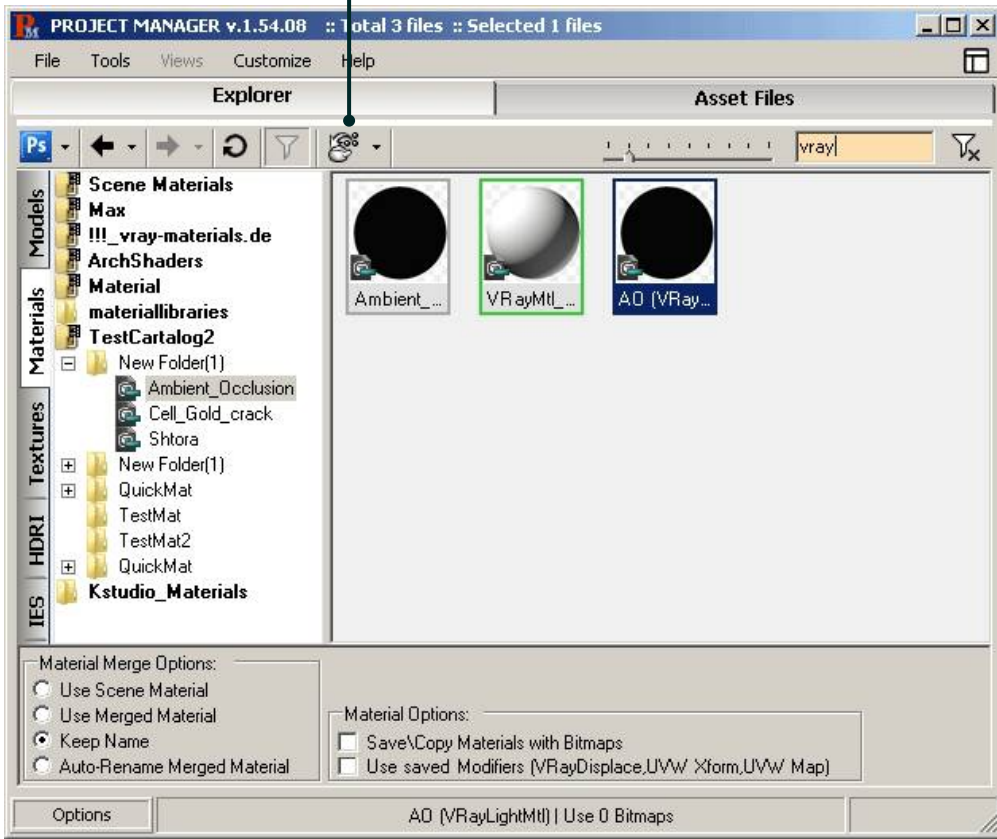 PROJECT MANAGER v.1.54.08 :: Total 3 files :: Selected 1 files
File Tools Views Customize Help
Explorer Asset Files
Ps vray
Models
Materials
Textures
HDRI
IES
Scene Materials
Max
!!!_vray-materials.de
ArchShaders
Material
materiallibraries
TestCartalog2
New Folder(1)
Ambient_Occlusion
Cell_Gold_crack
Shtora
New Folder(1)
QuickMat
TestMat
TestMat2
QuickMat
Kstudio_Materials
Ambient_... VRayMtl_... AO (VRay...
Material Merge Options:
Use Scene Material
Use Merged Material
Keep Name
Auto-Rename Merged Material
Material Options:
Save\Copy Materials with Bitmaps
Use saved Modifiers (VRayDisplace,UVW Xform,UVW Map)
Options AO (VRayLightMtl) | Use 0 Bitmaps